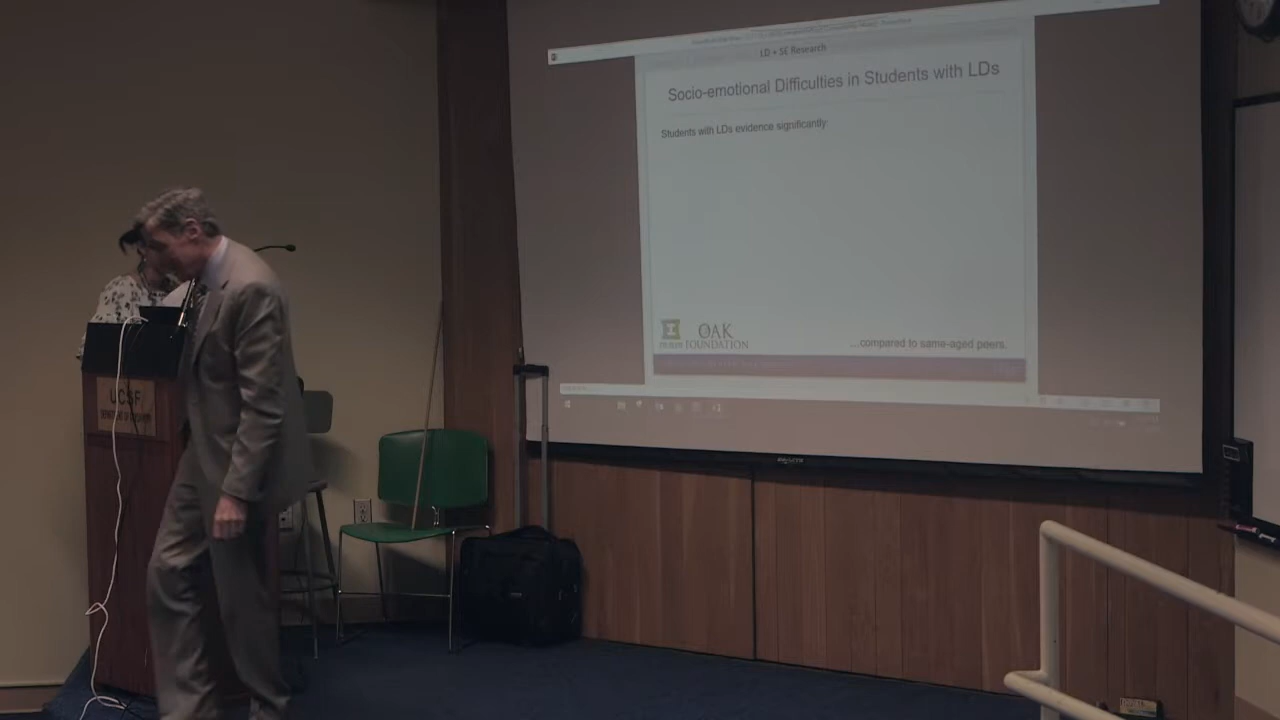 LD + SE Research
Socio-emotional Difficulties in Students with LDs
Students with LDs evidence significantly
OAK
FOUNDATION
...compared to same-aged peers.
UCSF